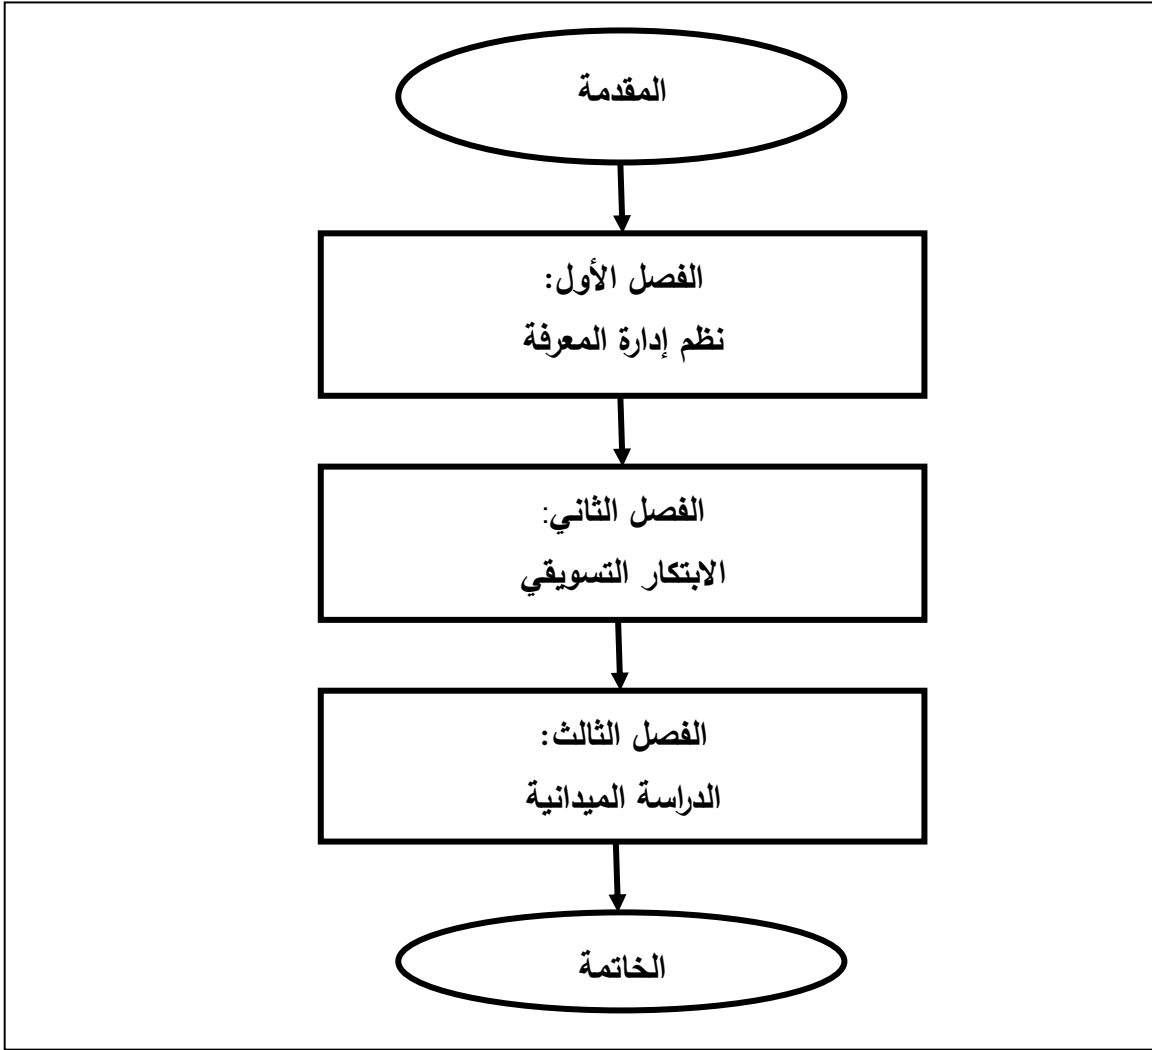 المقدمة
الفصل الأول:
نظم إدارة المعرفة
الفصل الثاني:
الابتكار التسويقي
الفصل الثالث:
الدراسة الميدانية
الخاتمة